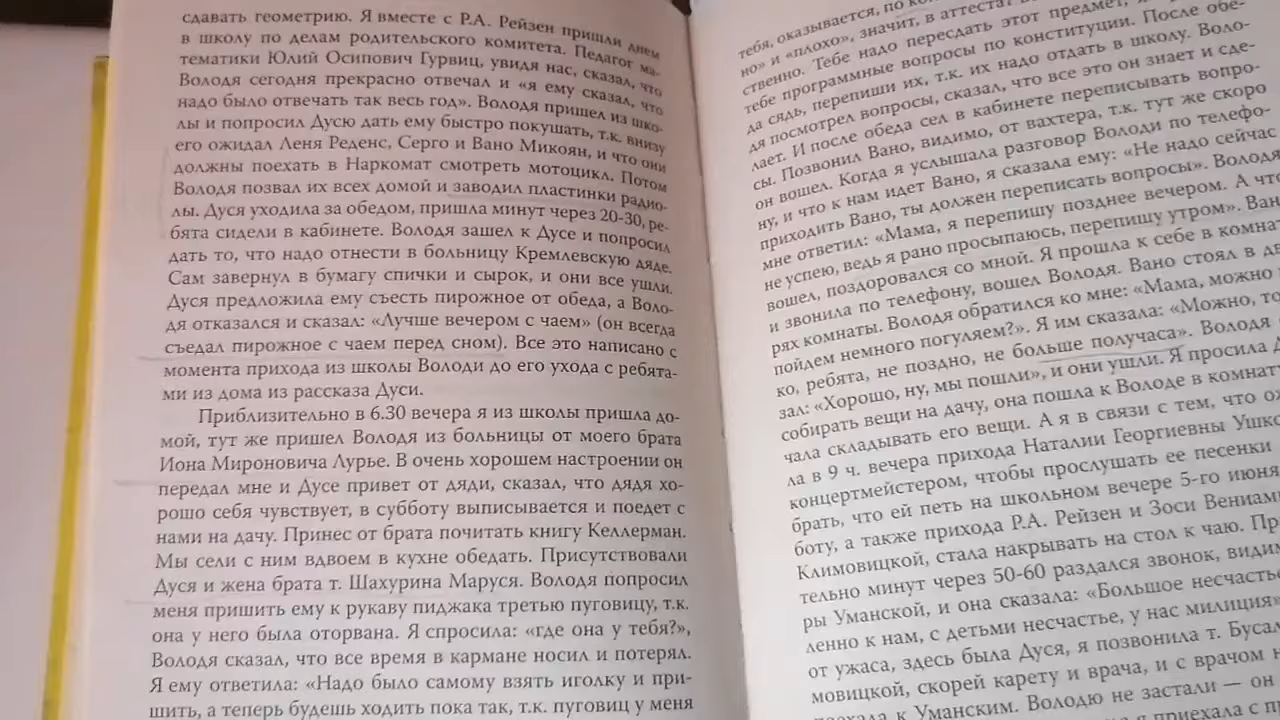 сдавать геометрию. Я вместе с Р.А. Рейзен пришли днем
в школу по делам родительского комитета. Педагог ма-
тематики Юлий Осипович Гурвиц, увидя нас, сказал, что
Володя сегодня прекрасно отвечал и «я ему сказал, что
надо было отвечать так весь год». Володя пришел из шко-
лы и попросил Дусю дать ему быстро покушать, т.к. внизу
его ожидал Леня Реденс, Серго и Вано Микоян, и что они
должны поехать в Наркомат смотреть мотоцикл. Потом
Володя позвал их всех домой и заводил пластинки радио-
лы. Дуся уходила за обедом, пришла минут через 20-30, ре-
бята сидели в кабинете. Володя зашел к Дусе и попросил
дать то, что надо отнести в больницу Кремлевскую дяде.
Сам завернул в бумагу спички и сырок, и они все ушли.
Дуся предложила ему съесть пирожное от обеда, а Воло-
дя отказался и сказал: «Лучше вечером с чаем» (он всегда
съедал пирожное с чаем перед сном). Все это написано с
момента прихода из школы Володи до его ухода с ребята-
ми из дома из рассказа Дуси.
Приблизительно в 6.30 вечера я из школы пришла до-
мой, тут же пришел Володя из больницы от моего брата
Иона Мироновича Лурье. В очень хорошем настроении он
передал мне и Дусе привет от дяди, сказал, что дядя хо-
рошо себя чувствует, в субботу выписывается и поедет с
нами на дачу. Принес от брата почитать книгу Келлерман.
Мы сели с ним вдвоем в кухне обедать. Присутствовали
Дуся и жена брата т. Шахурина Маруся. Володя попросил
меня пришить ему к рукаву пиджака третью пуговицу, т.к.
она у него была оторвана. Я спросила: «где она у тебя?»,
Володя сказал, что все время в кармане носил и потерял.
Я ему ответила: «Надо было самому взять иголку и при-
шить, а теперь будешь ходить пока так, т.к. пуговиц у меня
тебя, оказывается, по
но» и «плохо», значит, в аттестат
ственно. Тебе надо пересдать этот предмет,
тебе программные вопросы по конституции. После обе-
да сядь, перепиши их, т.к. их надо отдать в школу. Воло-
дя посмотрел вопросы, сказал, что все это он знает и сде-
лает. И после обеда сел в кабинете переписывать вопро-
сы. Позвонил Вано, видимо, от вахтера, т.к. тут же скоро
он вошел. Когда я услышала разговор Володи по телефо-
ну, и что к нам идет Вано, я сказала ему: «Не надо сейчас
приходить Вано, ты должен переписать вопросы». Володя
мне ответил: «Мама, я перепишу позднее вечером. А что
не успею, ведь я рано просыпаюсь, перепишу утром». Вано
вошел, поздоровался со мной. Я прошла к себе в комнату
и звонила по телефону, вошел Володя. Вано стоял в две-
рях комнаты. Володя обратился ко мне: «Мама, можно
пойдем немного погуляем?». Я им сказала: «Можно,
ко, ребята, не поздно, не больше получаса». Володя
зал: «Хорошо, ну, мы пошли», и они ушли. Я просила
собирать вещи на дачу, она пошла к Володе в комнату
чала складывать его вещи. А я в связи с тем, что
ла в 9 ч. вечера прихода Наталии Георгиевны
концертмейстером, чтобы прослушать ее песенки
брать, что ей петь на школьном вечере 5-го июня
боту, а также прихода Р.А. Рейзен и Зоси
Климовицкой, стала накрывать на стол к чаю.
тельно минут через 50-60 раздался звонок,
ры Уманской, и она сказала: «Большое несчастье
ленно к нам, с детьми несчастье, у нас милиция»
от ужаса, здесь была Дуся, я позвонила т.
мовицкой, скорей карету и врача, и с врачом
к Уманским. Володю не застали — он
приехала с